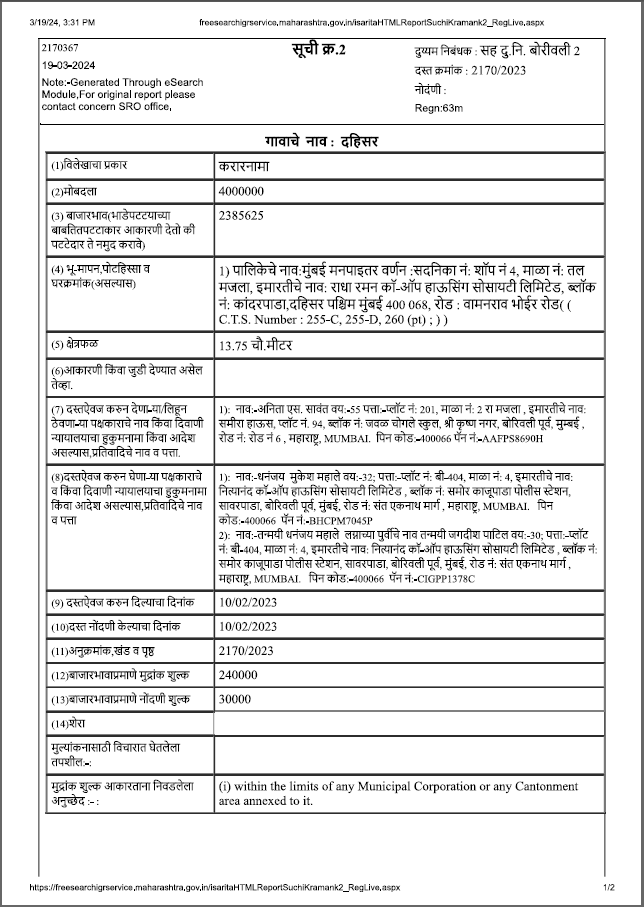 3/19/24, 3:31 PM freesearchigrservice.maharashtra.gov.in/isaritaHTMLReportSuchiKramank2_RegLive.aspx
2170367
19-03-2024
Note:-Generated Through eSearch
Module,For original report please
contact concern SRO office.
सूची क्र.2
दुय्यम निबंधक : सह दु.नि. बोरीवली 2
दस्त क्रमांक : 2170/2023
नोदंणी :
Regn:63m
गावाचे नाव : दहिसर
(1)विलेखाचा प्रकार करारनामा
(2)मोबदला 4000000
(3) बाजारभाव(भाडेपटटयाच्या
बाबतितपटटाकार आकारणी देतो की
पटटेदार ते नमुद करावे)
2385625
(4) भू-मापन,पोटहिस्सा व
घरक्रमांक(असल्यास)
1) पालिकेचे नाव:मुंबई मनपाइतर वर्णन :सदनिका नं: शॉप नं 4, माळा नं: तल
मजला, इमारतीचे नाव: राधा रमन कॉ-ऑप हाऊसिंग सोसायटी लिमिटेड, ब्लॉक
नं: कांदरपाडा,दहिसर पश्चिम मुंबई 400 068, रोड : वामनराव भोईर रोड( (
C.T.S. Number : 255-C, 255-D, 260 (pt) ; ) )
(5) क्षेत्रफळ 13.75 चौ.मीटर
(6)आकारणी किंवा जुडी देण्यात असेल
तेव्हा.
(7) दस्तऐवज करुन देणा-या/लिहून
ठेवणा-या पक्षकाराचे नाव किंवा दिवाणी
न्यायालयाचा हुकुमनामा किंवा आदेश
असल्यास,प्रतिवादिचे नाव व पत्ता.
1): नाव:-अनिता एस. सावंत वय:-55 पत्ता:-प्लॉट नं: 201, माळा नं: 2 रा मजला , इमारतीचे नाव:
समीरा हाऊस, प्लॉट नं. 94, ब्लॉक नं: जवळ चोगले स्कुल, श्री कृष्ण नगर, बोरिवली पूर्व, मुम्बई ,
रोड नं: रोड नं 6 , महाराष्ट्र, MUMBAI. पिन कोड:-400066 पॅन नं:-AAFPS8690H
(8)दस्तऐवज करुन घेणा-या पक्षकाराचे
व किंवा दिवाणी न्यायालयाचा हुकुमनामा
किंवा आदेश असल्यास,प्रतिवादिचे नाव
व पत्ता
1): नाव:-धनंजय मुकेश महाले वय:-32; पत्ता:-प्लॉट नं: बी-404, माळा नं: 4, इमारतीचे नाव:
नित्यानंद कॉ-ऑप हाऊसिंग सोसायटी लिमिटेड , ब्लॉक नं: समोर काजूपाडा पोलीस स्टेशन,
सावरपाडा, बोरिवली पूर्व, मुंबई, रोड नं: संत एकनाथ मार्ग , महाराष्ट्र, MUMBAI. पिन
कोड:-400066 पॅन नं:-BHCPM7045P
2): नाव:-तन्मयी धनंजय महाले लग्नाच्या पुर्वीचे नाव तन्मयी जगदीश पाटिल वय:-30; पत्ता:-प्लॉट
नं: बी-404, माळा नं: 4, इमारतीचे नाव: नित्यानंद कॉ-ऑप हाऊसिंग सोसायटी लिमिटेड , ब्लॉक नं:
समोर काजूपाडा पोलीस स्टेशन, सावरपाडा, बोरिवली पूर्व, मुंबई, रोड नं: संत एकनाथ मार्ग ,
महाराष्ट्र, MUMBAI. पिन कोड:-400066 पॅन नं:-CIGPP1378C
(9) दस्तऐवज करुन दिल्याचा दिनांक 10/02/2023
(10)दस्त नोंदणी केल्याचा दिनांक 10/02/2023
(11)अनुक्रमांक,खंड व पृष्ठ 2170/2023
(12)बाजारभावाप्रमाणे मुद्रांक शुल्क 240000
(13)बाजारभावाप्रमाणे नोंदणी शुल्क 30000
(14)शेरा
मुल्यांकनासाठी विचारात घेतलेला
तपशील:-:
मुद्रांक शुल्क आकारताना निवडलेला
अनुच्छेद :- :
(i) within the limits of any Municipal Corporation or any Cantonment
area annexed to it.
https://freesearchigrservice.maharashtra.gov.in/isaritaHTMLReportSuchiKramank2_RegLive.aspx 1/2